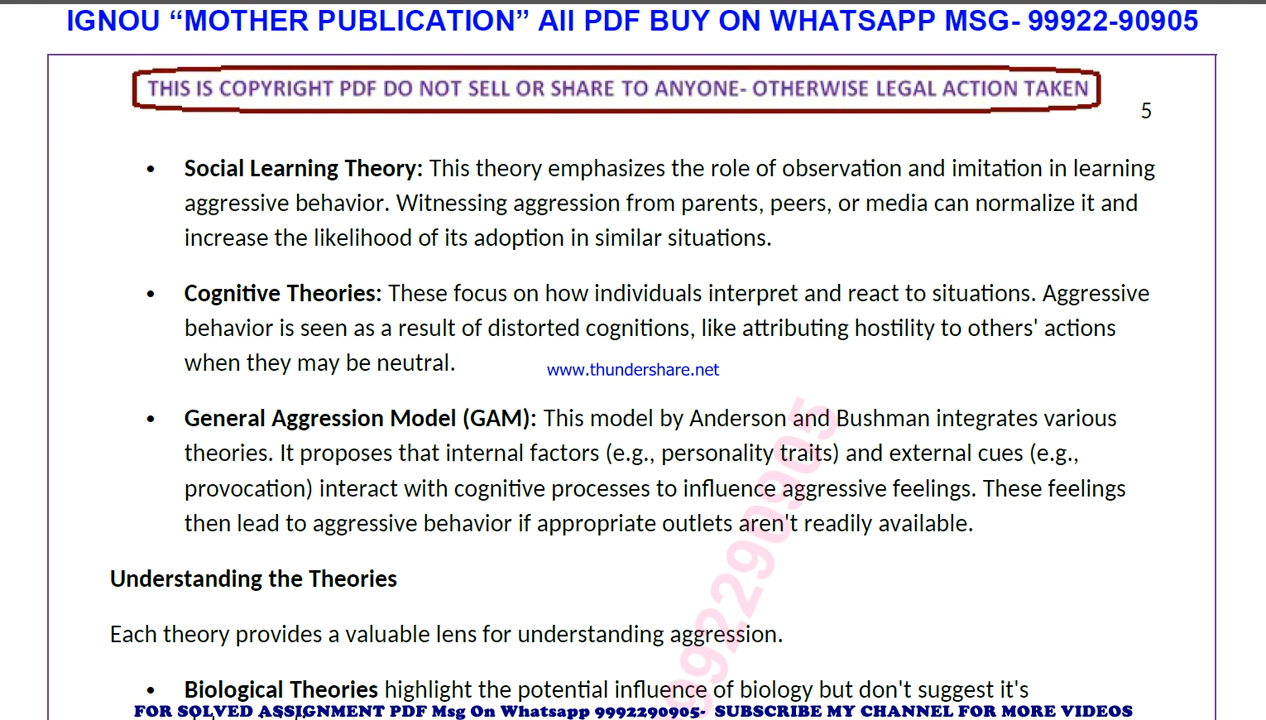 IGNOU “MOTHER PUBLICATION” All PDF BUY ON WHATSAPP MSG- 99922-90905
THIS IS COPYRIGHT PDF DO NOT SELL OR SHARE TO ANYONE- OTHERWISE LEGAL ACTION TAKEN
5
• Social Learning Theory: This theory emphasizes the role of observation and imitation in learning
aggressive behavior. Witnessing aggression from parents, peers, or media can normalize it and
increase the likelihood of its adoption in similar situations.
• Cognitive Theories: These focus on how individuals interpret and react to situations. Aggressive
behavior is seen as a result of distorted cognitions, like attributing hostility to others' actions
when they may be neutral.
www.thundershare.net
• General Aggression Model (GAM): This model by Anderson and Bushman integrates various
theories. It proposes that internal factors (e.g., personality traits) and external cues (e.g.,
provocation) interact with cognitive processes to influence aggressive feelings. These feelings
then lead to aggressive behavior if appropriate outlets aren't readily available.
9992290905
Understanding the Theories
Each theory provides a valuable lens for understanding aggression.
• Biological Theories highlight the potential influence of biology but don't suggest it's
FOR SOLVED ASSIGNMENT PDF Msg On Whatsapp 9992290905- SUBSCRIBE MY CHANNEL FOR MORE VIDEOS